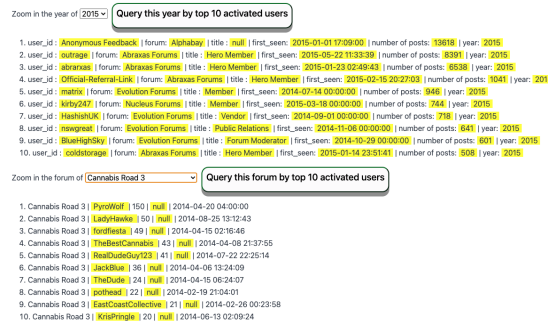 Zoom in the year of 2015 Query this year by top 10 activated users
1. user_id : Anonymous Feedback | forum: Alphabay | title : null | first_seen: 2015-01-01 17:09:00 | number of posts: 13618 | year: 2015
2. user_id : outrage | forum: Abraxas Forums | title : Hero Member | first_seen: 2015-05-22 11:33:39 | number of posts: 8391 | year: 2015
3. user_id : abrarxas | forum: Abraxas Forums | title : Hero Member | first_seen: 2015-01-23 02:49:43 | number of posts: 6538 | year: 2015
4. user_id : Official-Referral-Link | forum: Abraxas Forums | title : Hero Member | first_seen: 2015-02-15 20:27:03 | number of posts: 1041 | year: 201
5. user_id : matrix | forum: Evolution Forums | title : Member | first_seen: 2014-07-14 00:00:00 | number of posts: 946 | year: 2015
6. user_id : kirby247 | forum: Nucleus Forums | title : Member | first_seen: 2015-03-18 00:00:00 | number of posts: 744 | year: 2015
7. user_id : HashishUK | forum: Evolution Forums | title : Vendor | first_seen: 2014-09-01 00:00:00 | number of posts: 718 | year: 2015
8. user_id : nswgreat | forum: Evolution Forums | title : Public Relations | first_seen: 2014-11-06 00:00:00 | number of posts: 641 | year: 2015
9. user_id : BlueHighSky | forum: Evolution Forums | title : Forum Moderator | first_seen: 2014-10-29 00:00:00 | number of posts: 601 | year: 2015
10. user_id : coldstorage | forum: Abraxas Forums | title : Hero Member | first_seen: 2015-01-14 23:51:41 | number of posts: 508 | year: 2015
Zoom in the forum of Cannabis Road 3 Query this forum by top 10 activated users
1. Cannabis Road 3 | PyroWolf | 150 | null | 2014-04-20 04:00:00
2. Cannabis Road 3 | LadyHawke | 50 | null | 2014-08-25 13:12:43
3. Cannabis Road 3 | fordfiesta | 49 | null | 2014-04-15 02:16:46
4. Cannabis Road 3 | TheBestCannabis | 43 | null | 2014-04-08 21:37:55
5. Cannabis Road 3 | RealDudeGuy123 | 41 | null | 2014-07-22 22:25:14
6. Cannabis Road 3 | JackBlue | 36 | null | 2014-04-06 13:24:09
7. Cannabis Road 3 | TheDude | 24 | null | 2014-04-15 06:24:07
8. Cannabis Road 3 | pothead | 22 | null | 2014-02-19 21:04:01
9. Cannabis Road 3 | EastCoastCollective | 21 | null | 2014-02-26 00:23:58
10. Cannabis Road 3 | KrisPringle | 20 | null | 2014-06-13 02:09:24